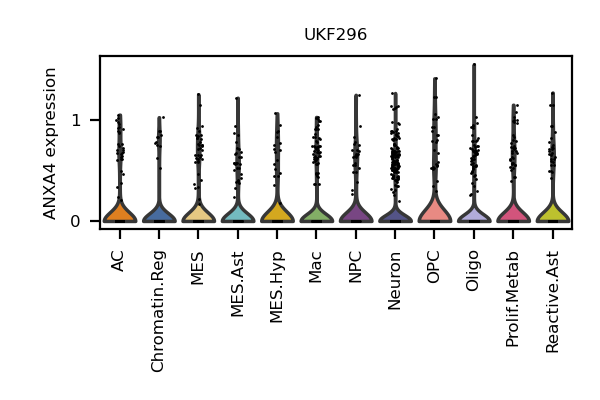 UKF296
ANXA4 expression
1
0
AC
Chromatin.Reg
MES
MES.Ast
MES.Hyp
Mac
NPC
Neuron
OPC
Oligo
Prolif.Metab
Reactive.Ast